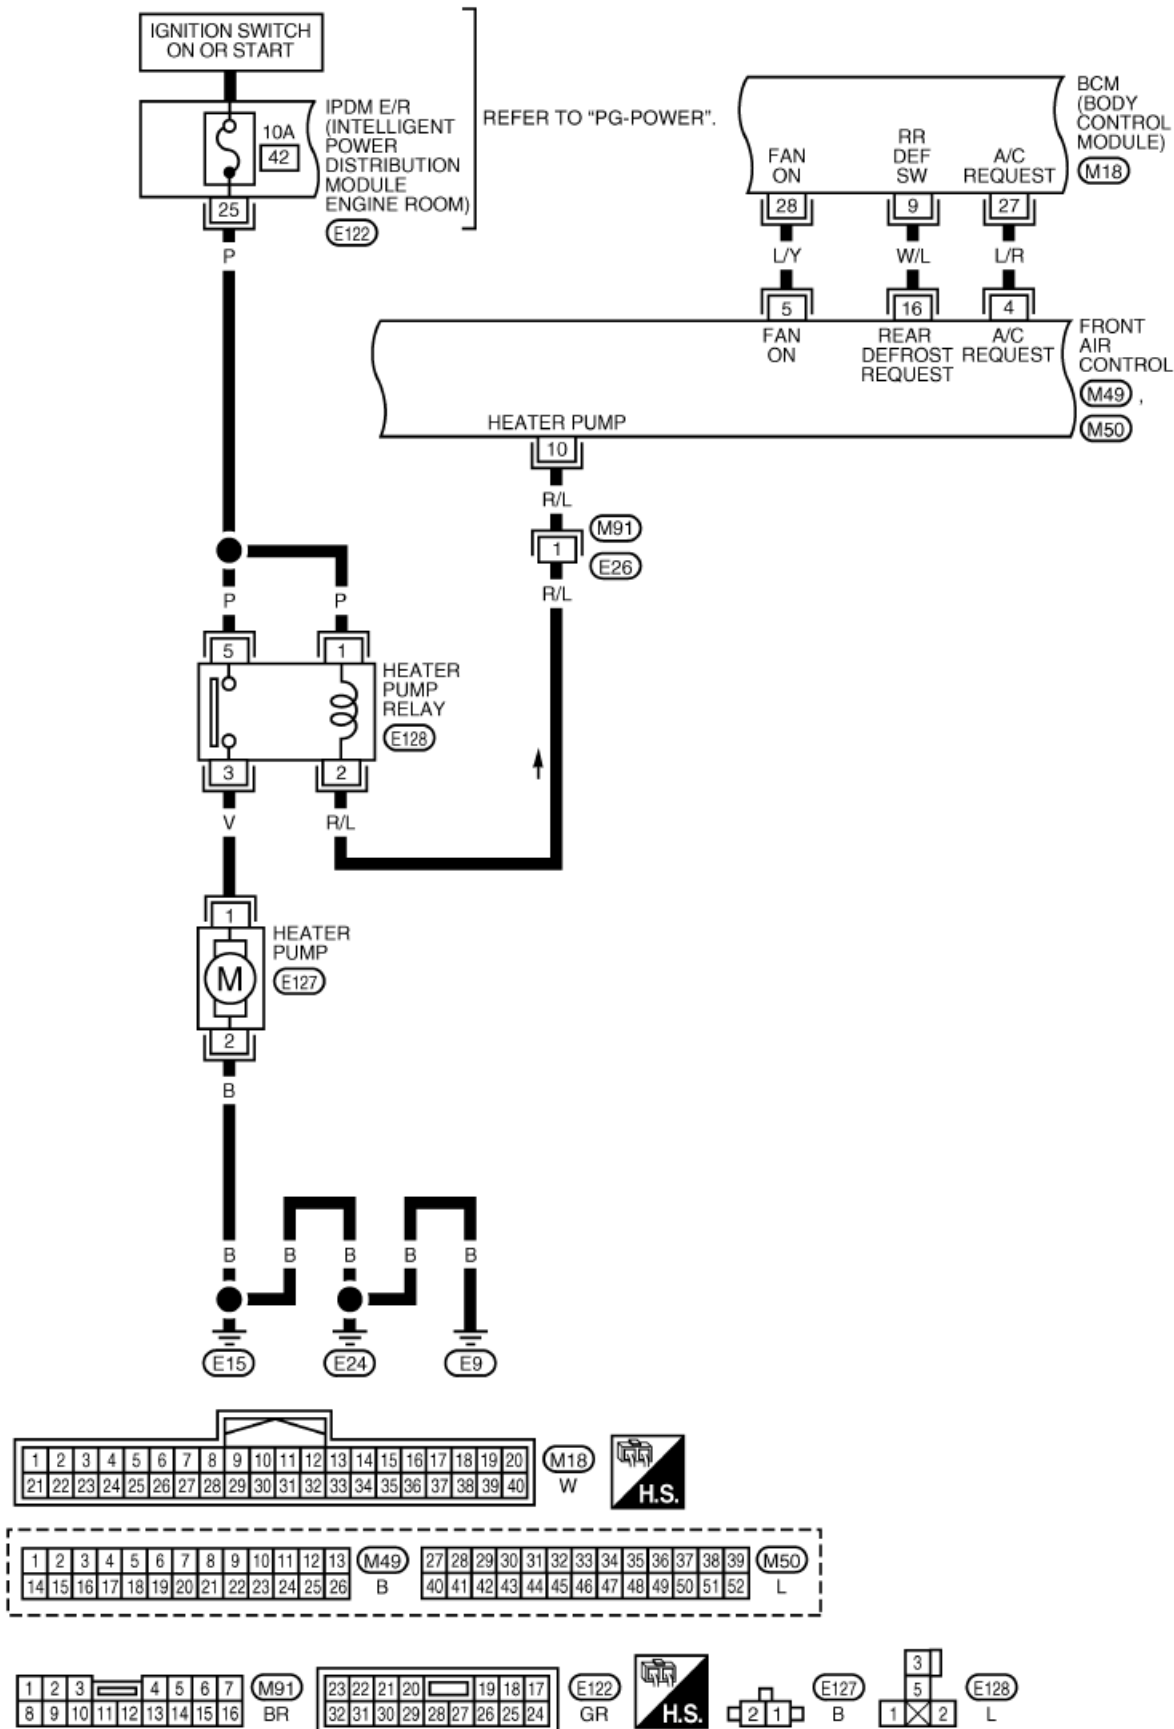 IGNITION SWITCH
ON OR START
10A
42
25
IPDM E/R
(INTELLIGENT
POWER
DISTRIBUTION
MODULE
ENGINE ROOM)
E122
REFER TO “PG-POWER”.
BCM
(BODY
CONTROL
MODULE)
M18
FAN
ON
RR
DEF
SW
A/C
REQUEST
28
9
27
L/Y
W/L
L/R
5
16
4
FAN
ON
REAR
DEFROST
REQUEST
A/C
REQUEST
FRONT
AIR
CONTROL
M49 ,
M50
HEATER PUMP
10
R/L
1
M91
E26
R/L
P
P
P
5
1
HEATER
PUMP
RELAY
E128
3
2
V
R/L
1
HEATER
PUMP
M
E127
2
B
B B B B B
E15
E24
E9
1 2 3 4 5 6 7 8 9 10 11 12 13 14 15 16 17 18 19 20
21 22 23 24 25 26 27 28 29 30 31 32 33 34 35 36 37 38 39 40
M18
W
H.S.
1 2 3 4 5 6 7 8 9 10 11 12 13
14 15 16 17 18 19 20 21 22 23 24 25 26
M49
B
27 28 29 30 31 32 33 34 35 36 37 38 39
40 41 42 43 44 45 46 47 48 49 50 51 52
M50
L
1 2 3 4 5 6 7
8 9 10 11 12 13 14 15 16
M91
BR
23 22 21 20 19 18 17
32 31 30 29 28 27 26 25 24
E122
GR
H.S.
2 1
E127
B
3
5
1 2
E128
L